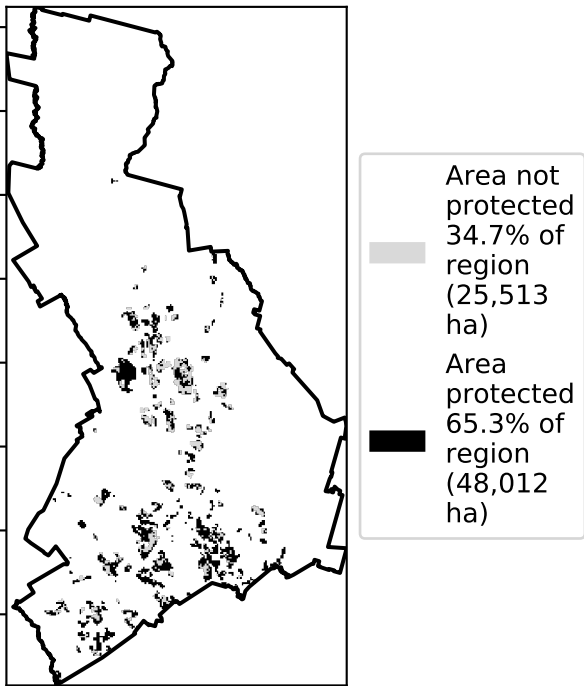 Area not
protected
34.7% of
region
(25,513
ha)
Area
protected
65.3% of
region
(48,012
ha)